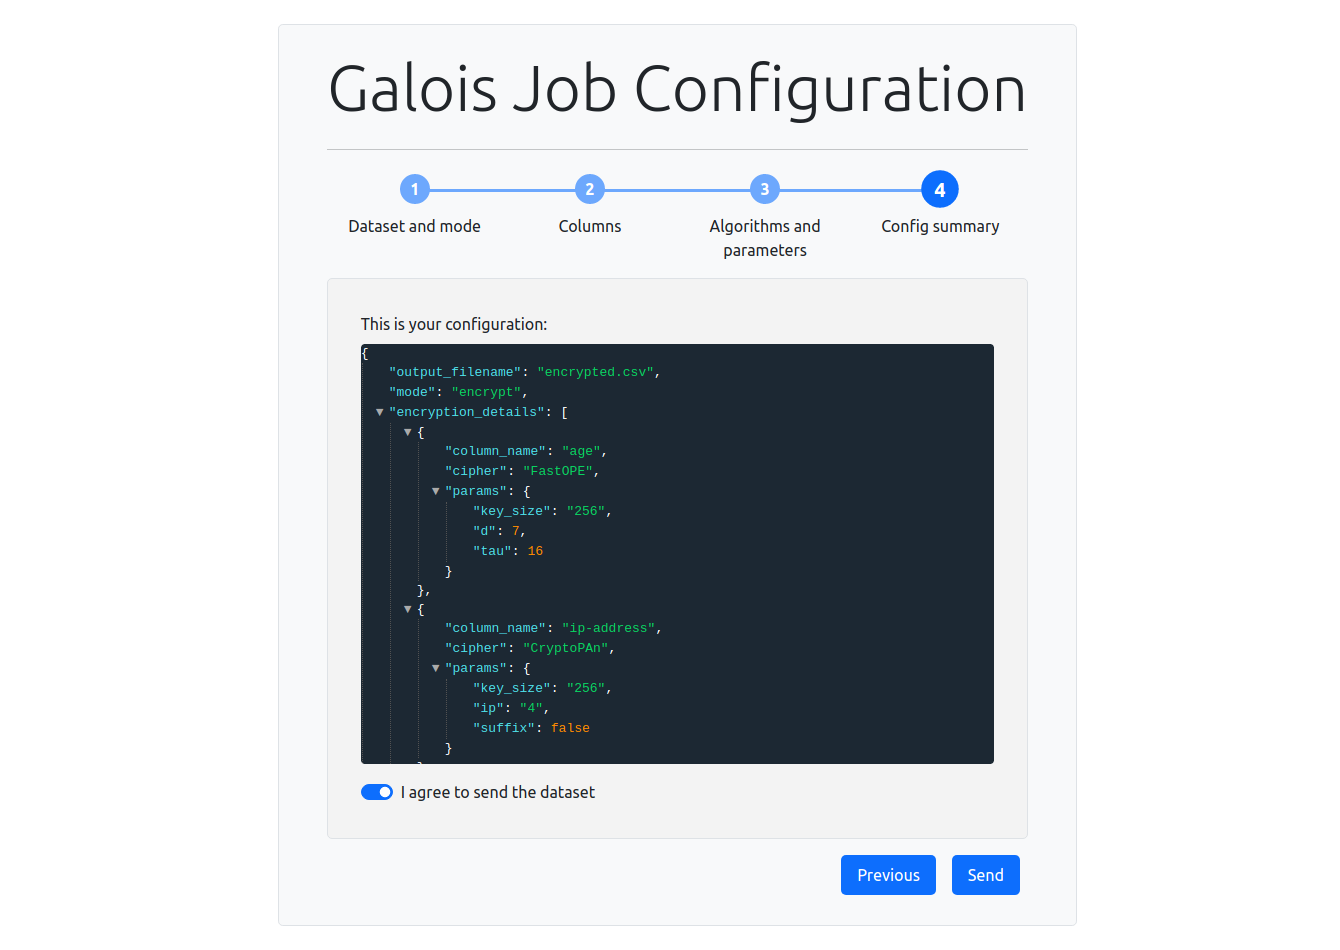 Galois Job Configuration
1
2
3
4
Dataset and mode
Columns
Algorithms and
parameters
Config summary
This is your configuration:
{
"output_filename": "encrypted.csv",
"mode": "encrypt",
▼ "encryption_details": [
▼ {
"column_name": "age",
"cipher": "FastOPE",
▼ "params": {
"key_size": "256",
"d": 7,
"tau": 16
}
},
▼ {
"column_name": "ip-address",
"cipher": "CryptoPAn",
▼ "params": {
"key_size": "256",
"ip": "4",
"suffix": false
}
I agree to send the dataset
Previous
Send